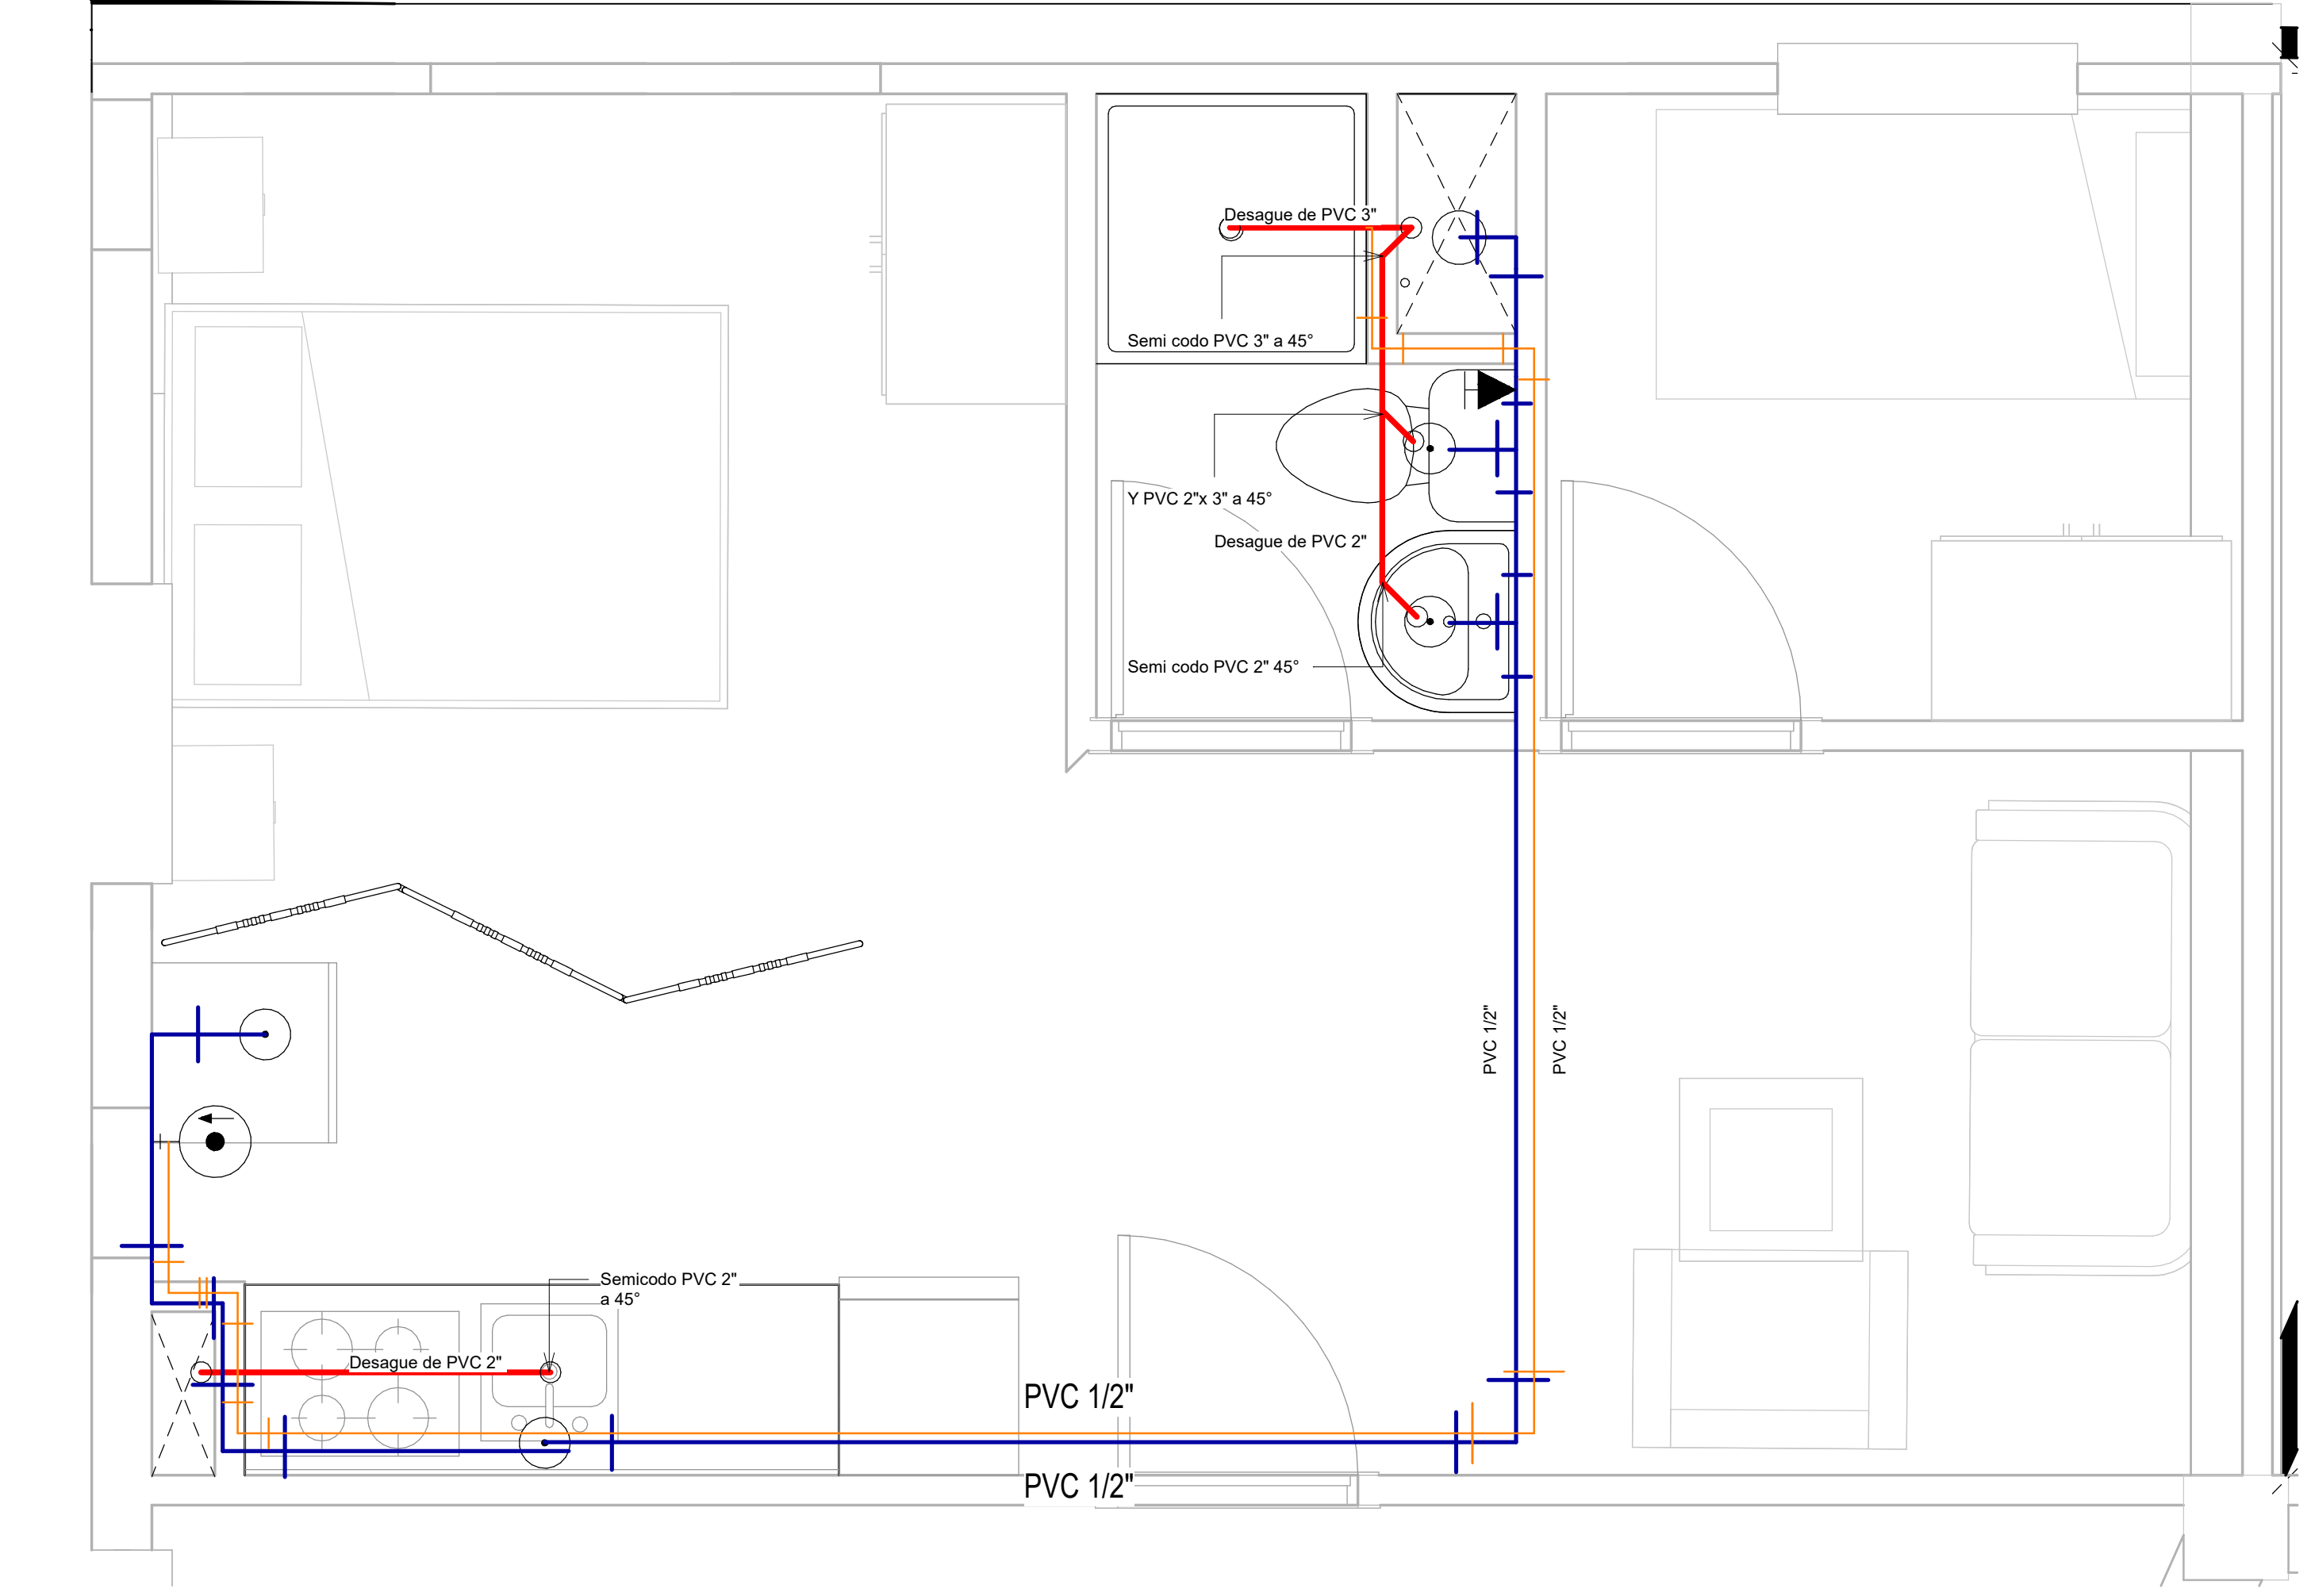 Desague de PVC 3"
Semi codo PVC 3" a 45°
Y PVC 2"x 3" a 45°
Desague de PVC 2"
Semi codo PVC 2" 45°
PVC 1/2"
PVC 1/2"
Semicodo PVC 2"
a 45°
Desague de PVC 2"
PVC 1/2"
PVC 1/2"